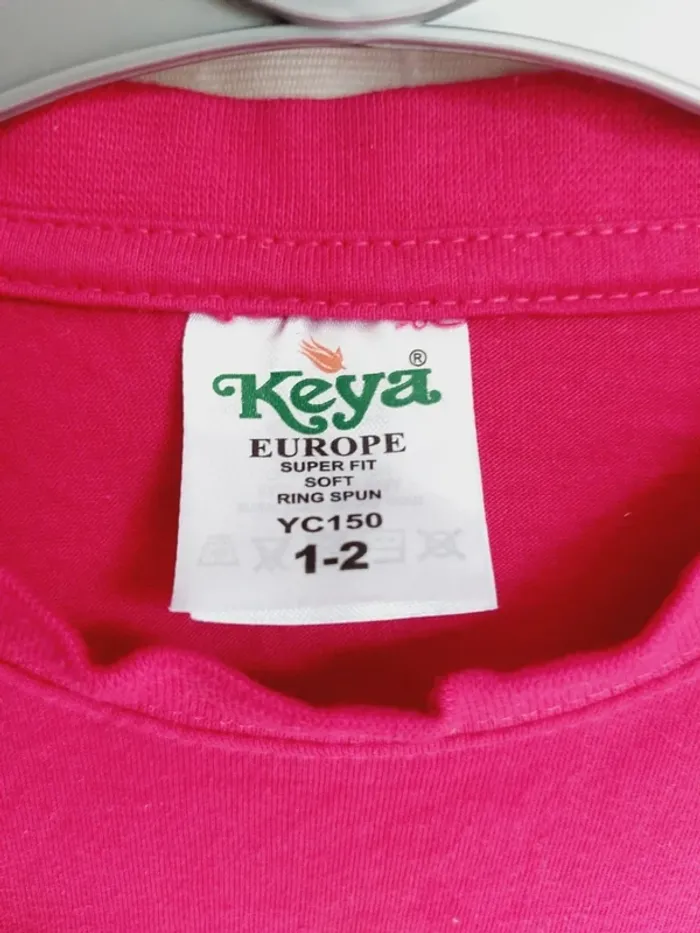 Keya®
EUROPE
SUPER FIT
SOFT
RING SPUN
YC150
1-2